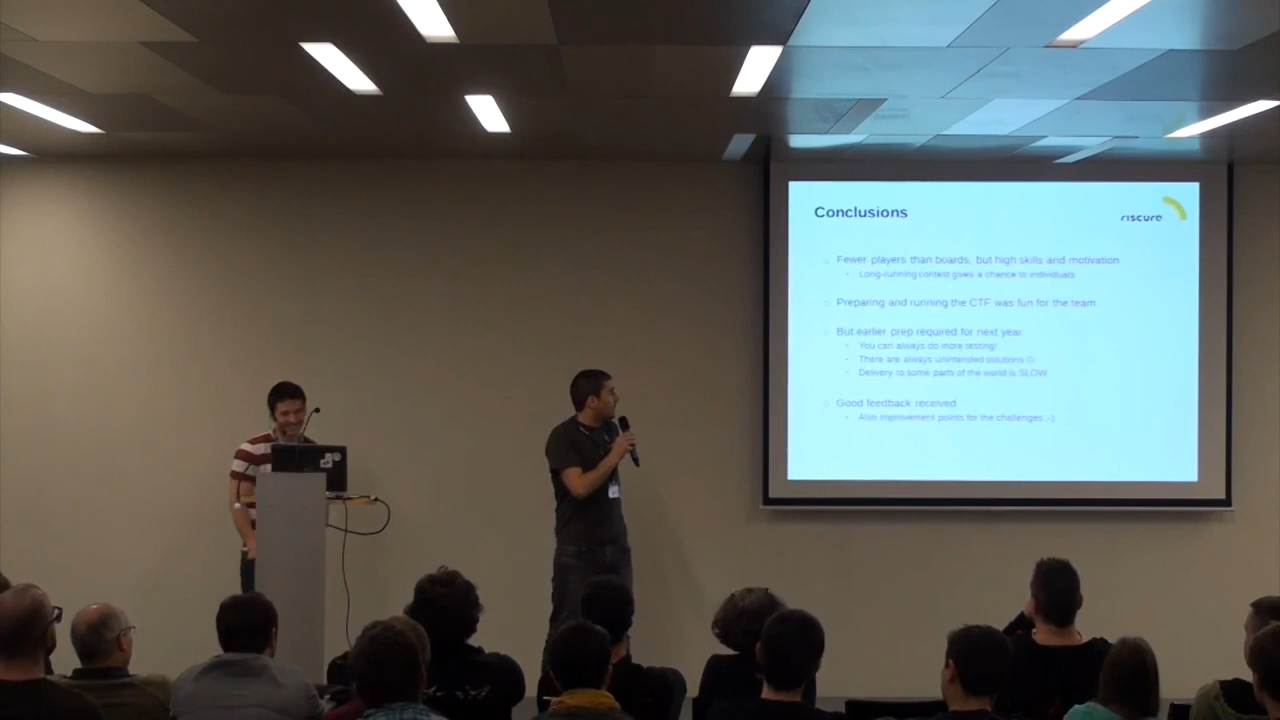 Conclusions
riscure
Fewer players than boards, but high skills and motivation
Long-running contest gives a chance to individuals
Preparing and running the CTF was fun for the team
But earlier prep required for next year
You can always do more testing!
There are always unintended solutions ☺
Delivery to some parts of the world is SLOW
Good feedback received
Also improvement points for the challenges ;-)